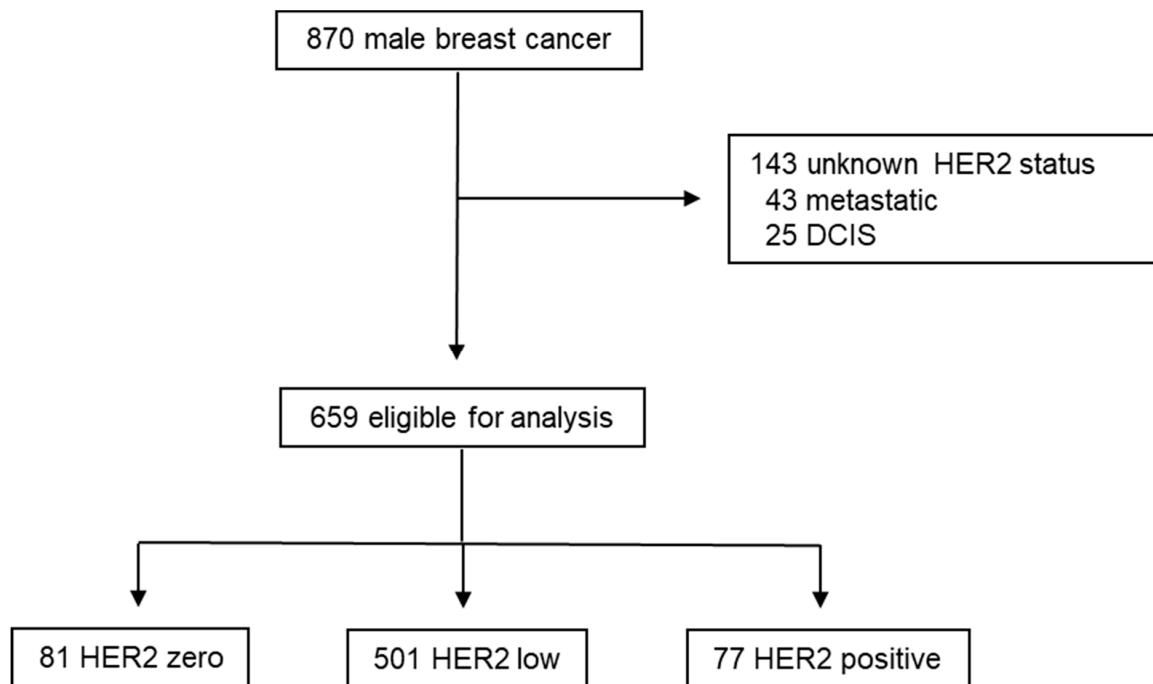 870 male breast cancer
143 unknown HER2 status
43 metastatic
25 DCIS
659 eligible for analysis
81 HER2 zero
501 HER2 low
77 HER2 positive